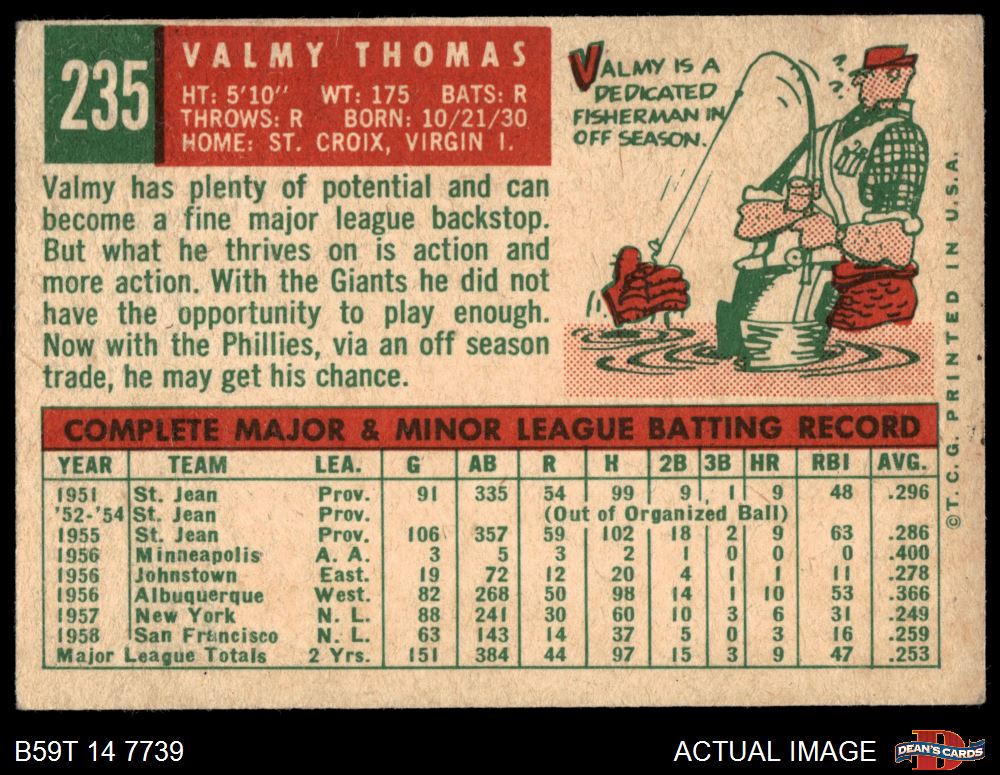 235
VALMY THOMAS
HT: 5'10" WT: 175 BATS: R
THROWS: R BORN: 10/21/30
HOME: ST. CROIX, VIRGIN I.
VALMY IS A
DEDICATED
FISHERMAN IN
OFF SEASON.
? ? ? ?
Valmy has plenty of potential and can
become a fine major league backstop.
But what he thrives on is action and
more action. With the Giants he did not
have the opportunity to play enough.
Now with the Phillies, via an off season
trade, he may get his chance.
COMPLETE MAJOR & MINOR LEAGUE BATTING RECORD
YEAR TEAM LEA. G AB R H 2B 3B HR RBI AVG.
1951 St. Jean Prov. 91 335 54 99 9 1 9 48 .296
'52-'54 St. Jean Prov. (Out of Organized Ball)
1955 St. Jean Prov. 106 357 59 102 18 2 9 63 .286
1956 Minneapolis A. A. 3 5 3 2 1 0 0 0 .400
1956 Johnstown East. 19 72 12 20 4 1 1 11 .278
1956 Albuquerque West. 82 268 50 98 14 1 10 53 .366
1957 New York N. L. 88 241 30 60 10 3 6 31 .249
1958 San Francisco N. L. 63 143 14 37 5 0 3 16 .259
Major League Totals 2 Yrs. 151 384 44 97 15 3 9 47 .253
©T.C.G. PRINTED IN U.S.A.
B59T 14 7739
ACTUAL IMAGE
D
DEAN'S CARDS